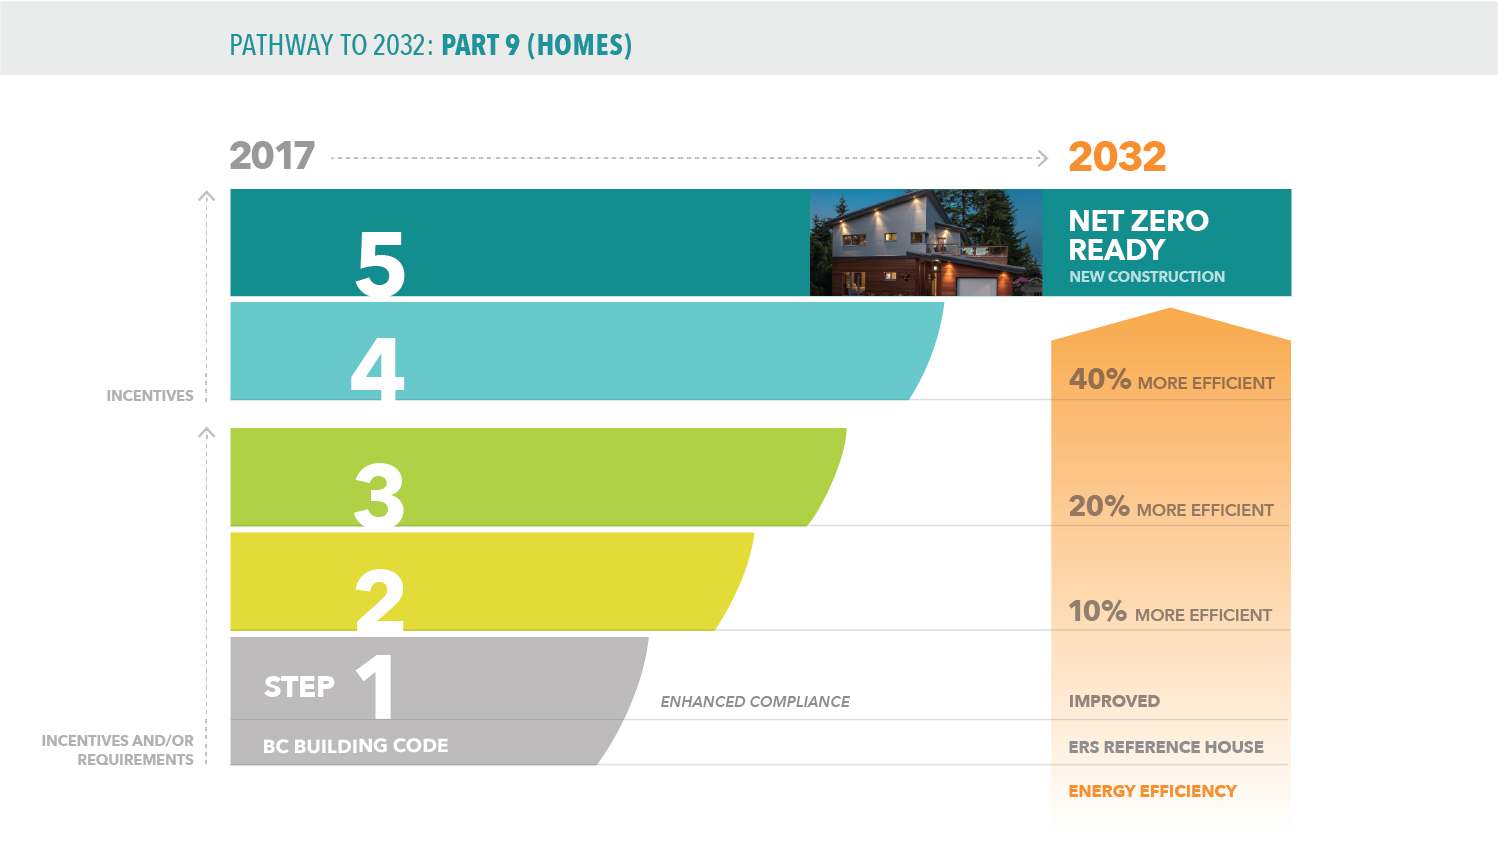 PATHWAY TO 2032: PART 9 (HOMES)
2017
2032
5
NET ZERO
READY
NEW CONSTRUCTION
4
40% MORE EFFICIENT
INCENTIVES
3
20% MORE EFFICIENT
2
10% MORE EFFICIENT
STEP 1
ENHANCED COMPLIANCE
IMPROVED
INCENTIVES AND/OR
REQUIREMENTS
BC BUILDING CODE
ERS REFERENCE HOUSE
ENERGY EFFICIENCY